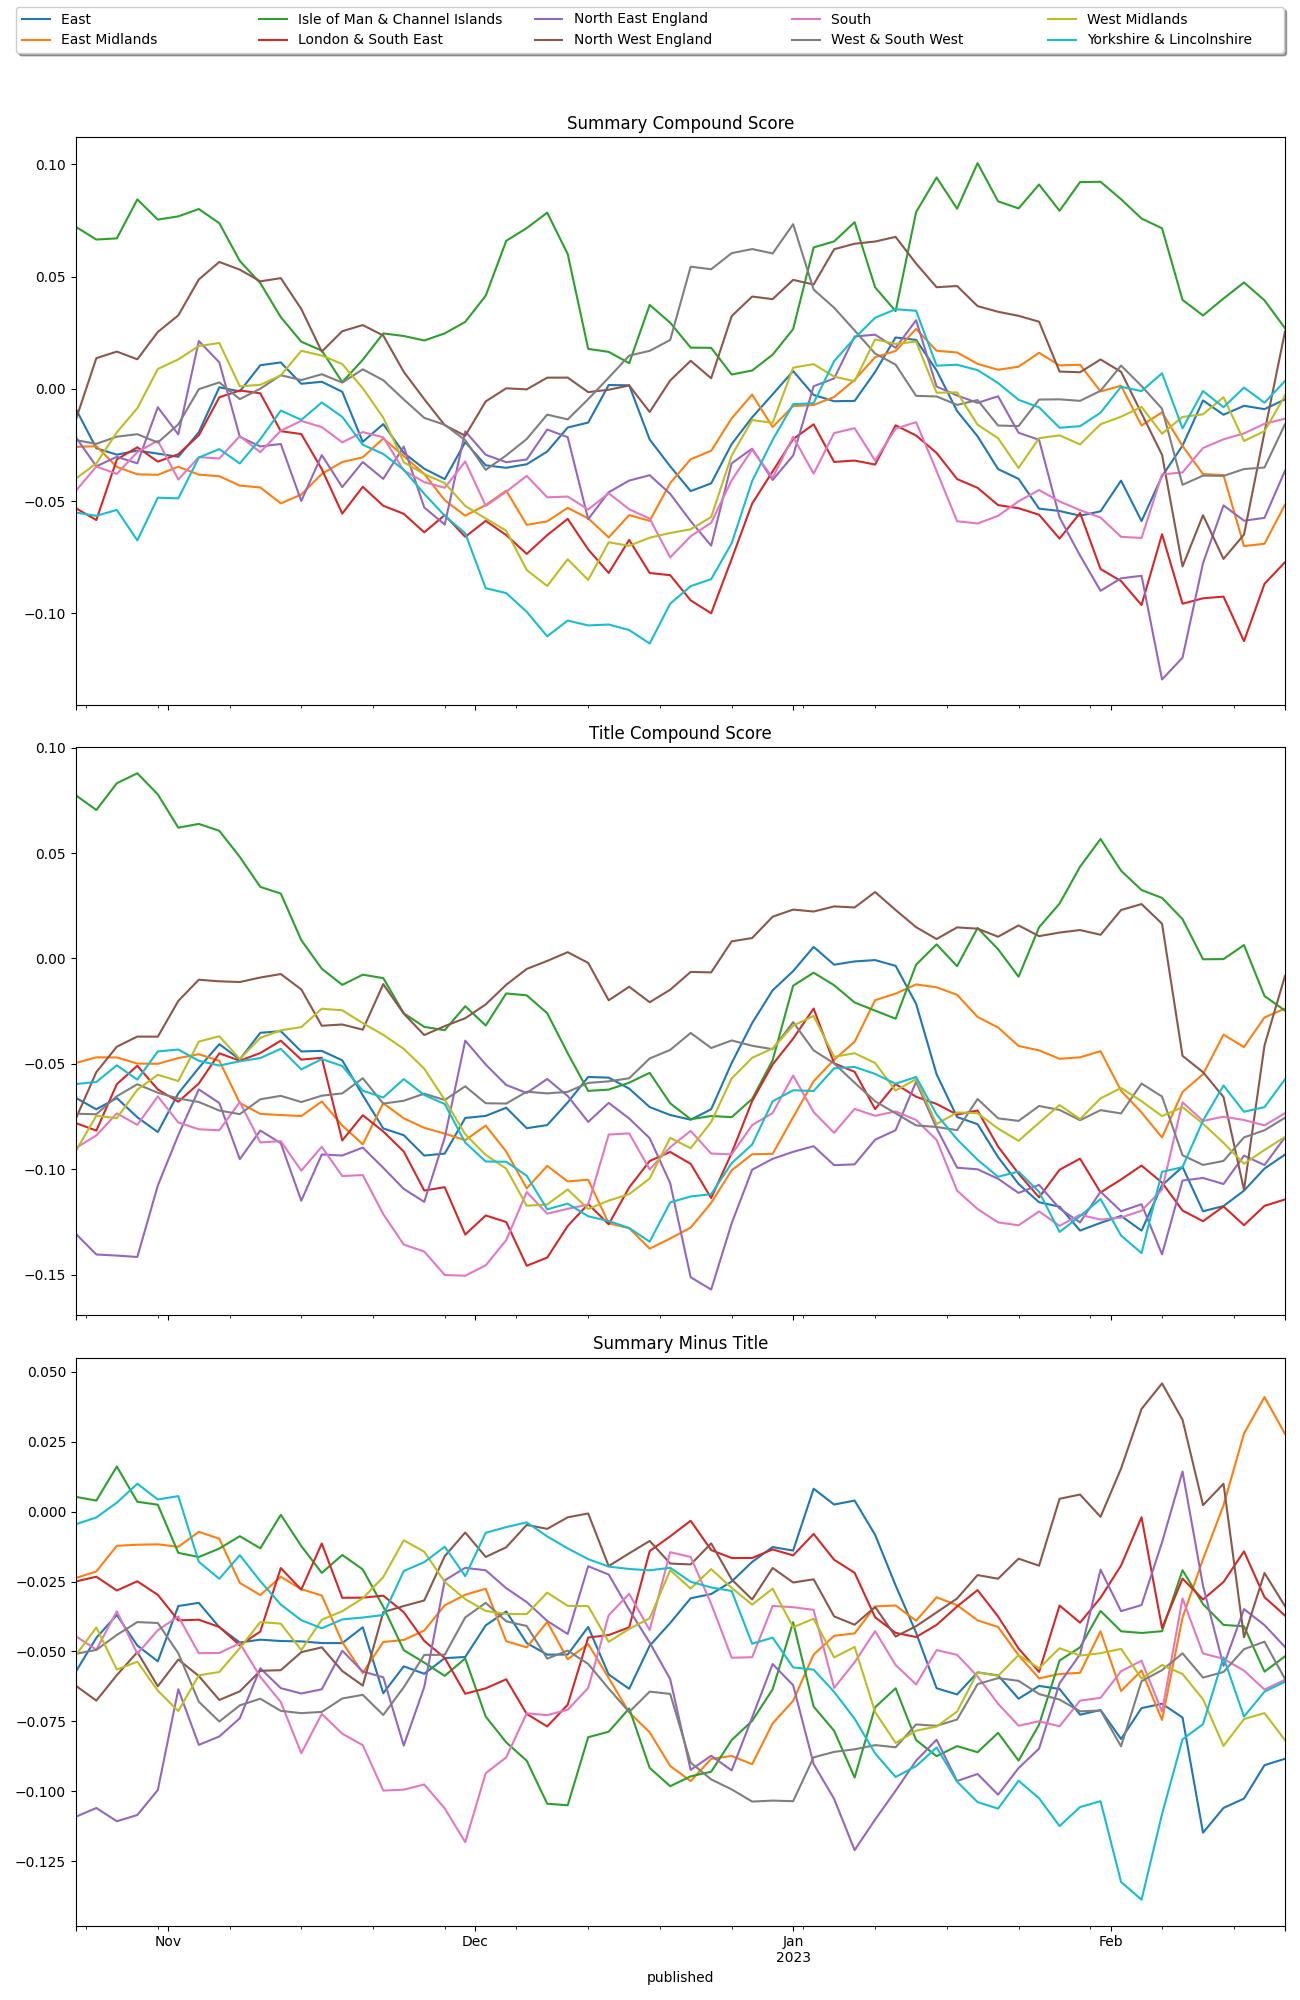 East Isle of Man & Channel Islands North East England South West Midlands
East Midlands London & South East North West England West & South West Yorkshire & Lincolnshire
Summary Compound Score
0.10
0.05
0.00
−0.05
−0.10
Title Compound Score
0.10
0.05
0.00
−0.05
−0.10
−0.15
Summary Minus Title
0.050
0.025
0.000
−0.025
−0.050
−0.075
−0.100
−0.125
Nov Dec Jan Feb
2023
published